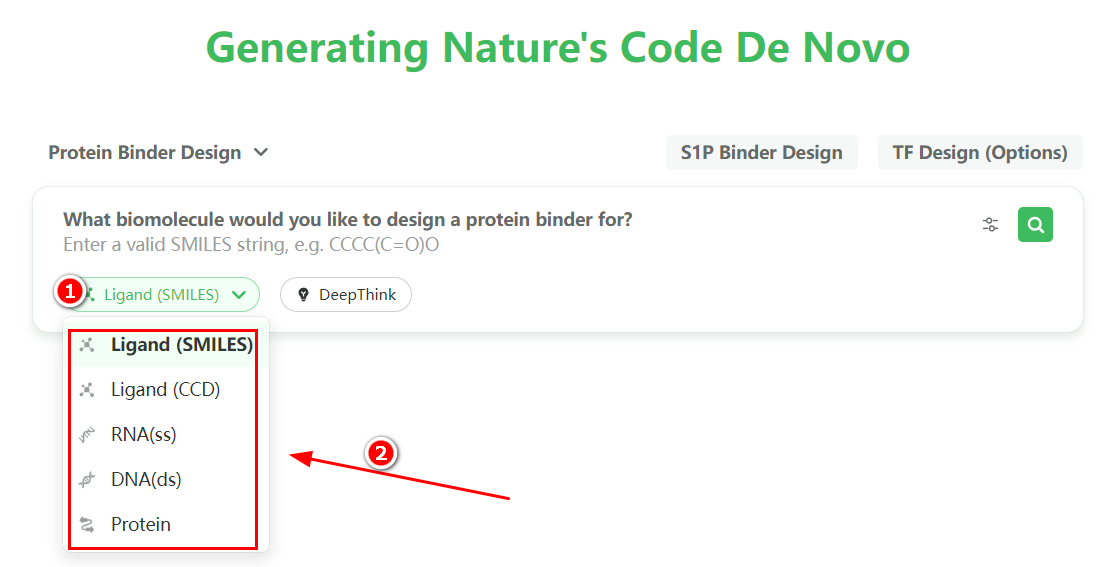 Generating Nature's Code De Novo
Protein Binder Design
S1P Binder Design
TF Design (Options)
What biomolecule would you like to design a protein binder for?
Enter a valid SMILES string, e.g. CCCC(C=O)O
1
Ligand (SMILES)
DeepThink
Ligand (SMILES)
Ligand (CCD)
RNA(ss)
2
DNA(ds)
Protein